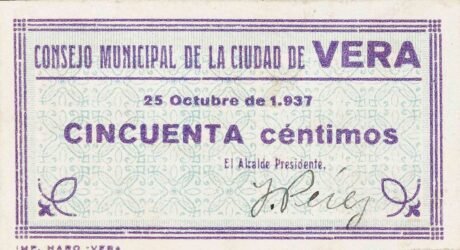 CONSEJO MUNICIPAL DE LA CIUDAD DE VERA
25 Octubre de 1.937
CINCUENTA céntimos
El Alcalde Presidente,
J. Pérez
IMP. HARO-VERA